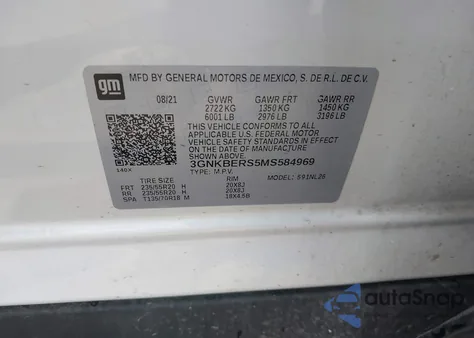 gm
MFD BY GENERAL MOTORS DE MEXICO, S. DE R.L. DE C.V.
08/21 GVWR GAWR FRT GAWR RR
2722 KG 1350 KG 1450 KG
6001 LB 2976 LB 3196 LB
THIS VEHICLE CONFORMS TO ALL
APPLICABLE U.S. FEDERAL MOTOR
VEHICLE SAFETY STANDARDS IN
EFFECT ON THE DATE OF
MANUFACTURE SHOWN ABOVE.
3GNKBERS5MS584969
TYPE: M.P.V. MODEL: S91NL26
148X
TIRE SIZE RIM
FRT 235/55R20 H 20X8J
RR 235/55R20 H 20X8J
SPA T135/70R18 M 18X4.5B
autoSnap